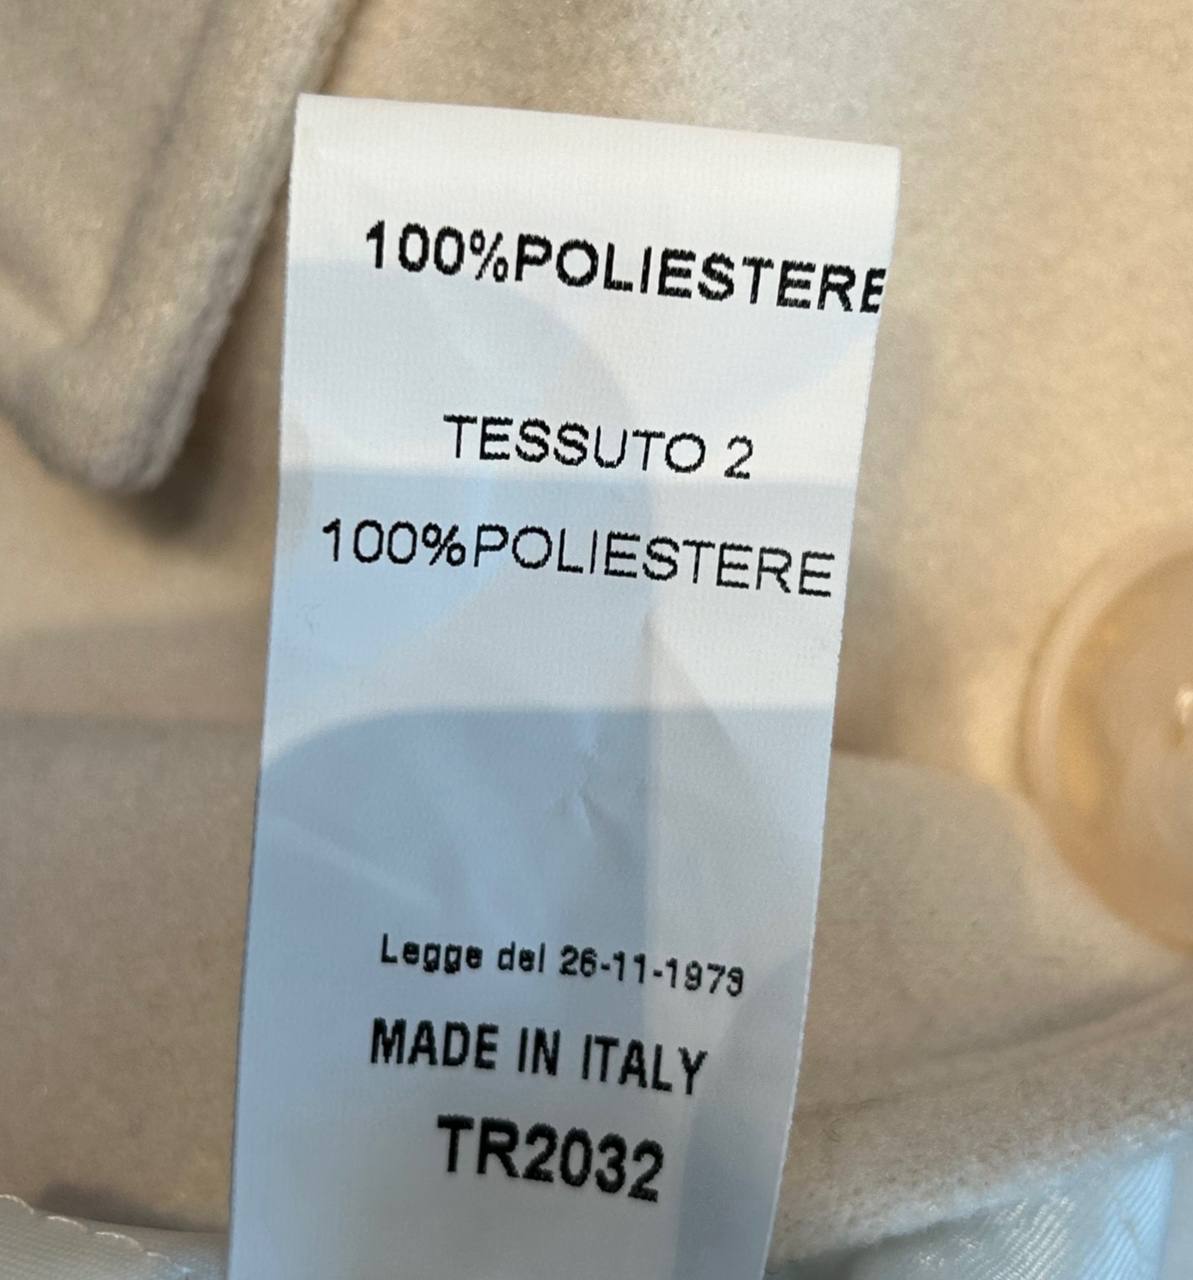 100%POLIESTERE
TESSUTO 2
100%POLIESTERE
Legge del 26-11-1973
MADE IN ITALY
TR2032